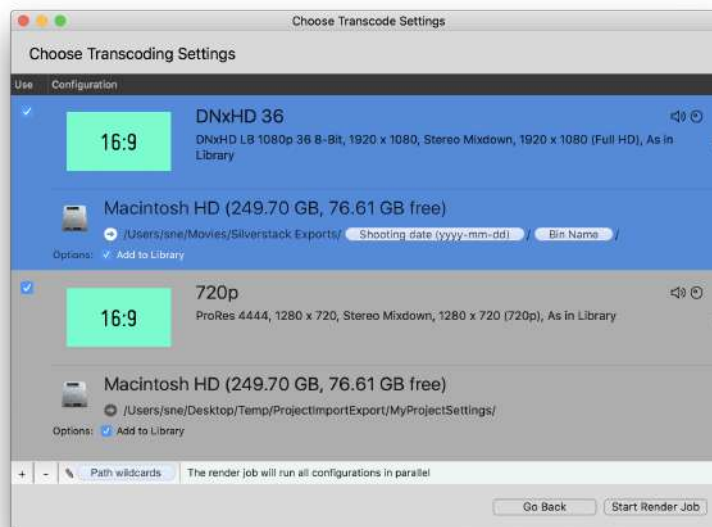 Choose Transcode Settings
Choose Transcoding Settings
Use Configuration
16:9
DNxHD 36
DNxHD LB 1080p 36 8-Bit, 1920 x 1080, Stereo Mixdown, 1920 x 1080 (Full HD), As in
Library
Macintosh HD (249.70 GB, 76.61 GB free)
/Users/sne/Movies/Silverstack Exports/ Shooting date (yyyy-mm-dd) / Bin Name /
Options: Add to Library
16:9
720p
ProRes 4444, 1280 x 720, Stereo Mixdown, 1280 x 720 (720p), As in Library
Macintosh HD (249.70 GB, 76.61 GB free)
/Users/sne/Desktop/Temp/ProjectImportExport/MyProjectSettings/
Options: Add to Library
+ - Path wildcards The render job will run all configurations in parallel
Go Back Start Render Job